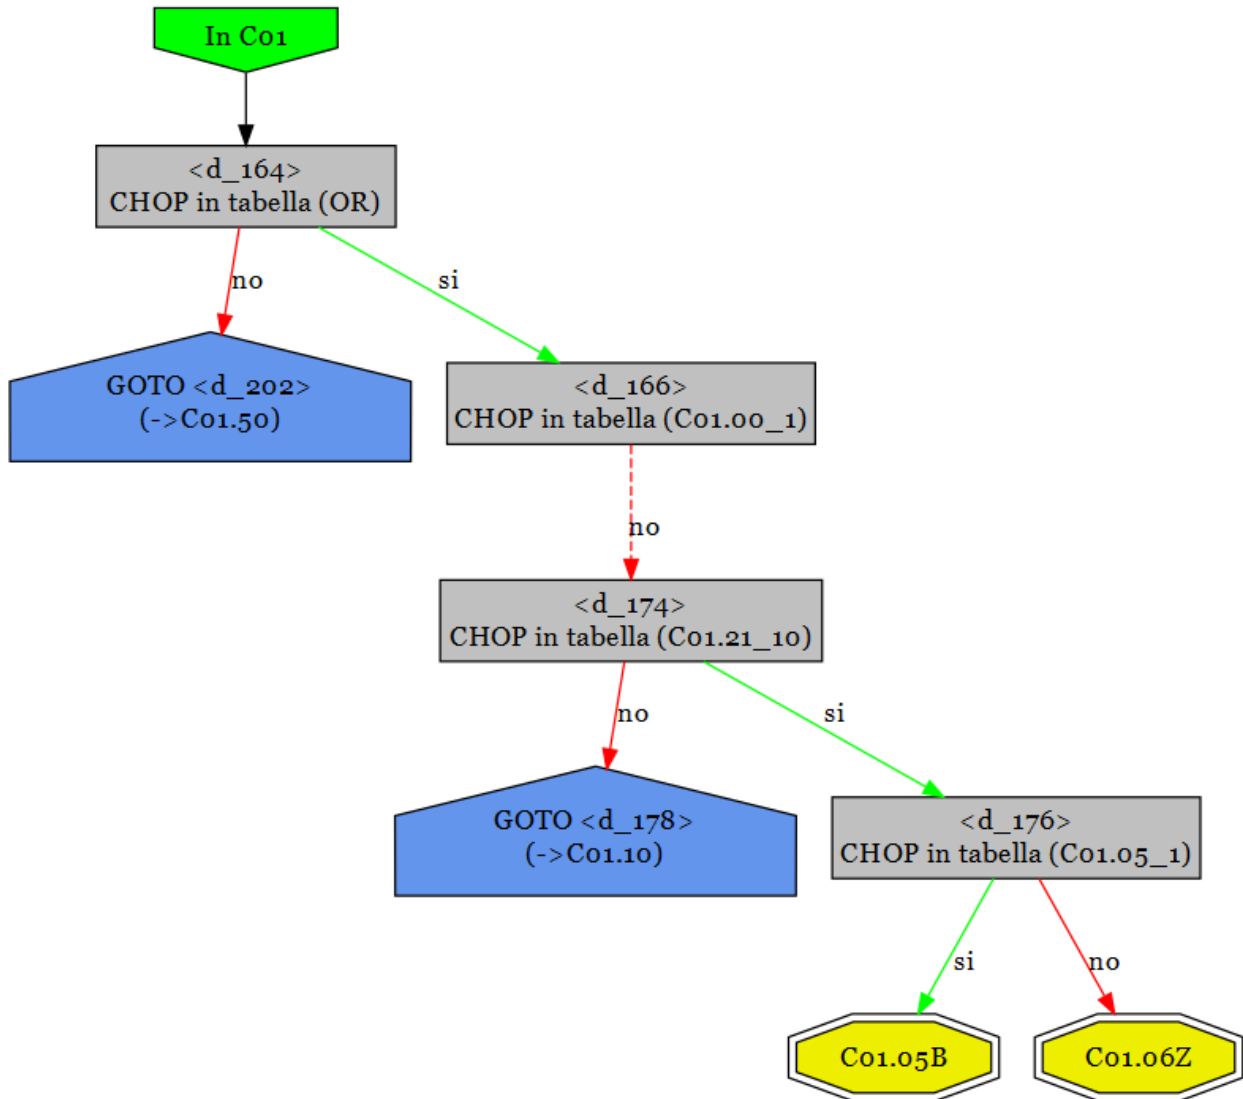 In C01
<d_164>
CHOP in tabella (OR)
no
si
GOTO <d_202>
(->C01.50)
<d_166>
CHOP in tabella (C01.00_1)
no
<d_174>
CHOP in tabella (C01.21_10)
no
si
GOTO <d_178>
(->C01.10)
<d_176>
CHOP in tabella (C01.05_1)
si
no
C01.05B
C01.06Z